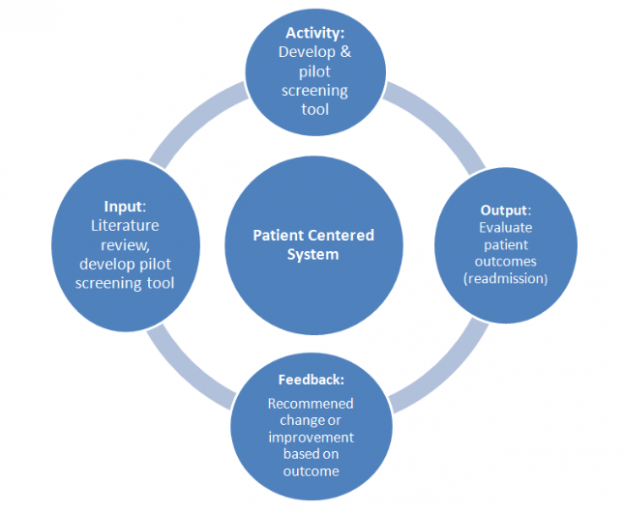 Activity:
Develop &
pilot
screening
tool
Input:
Literature
review,
develop pilot
screening tool
Patient Centered
System
Output:
Evaluate
patient
outcomes
(readmission)
Feedback:
Recommened
change or
improvement
based on
outcome